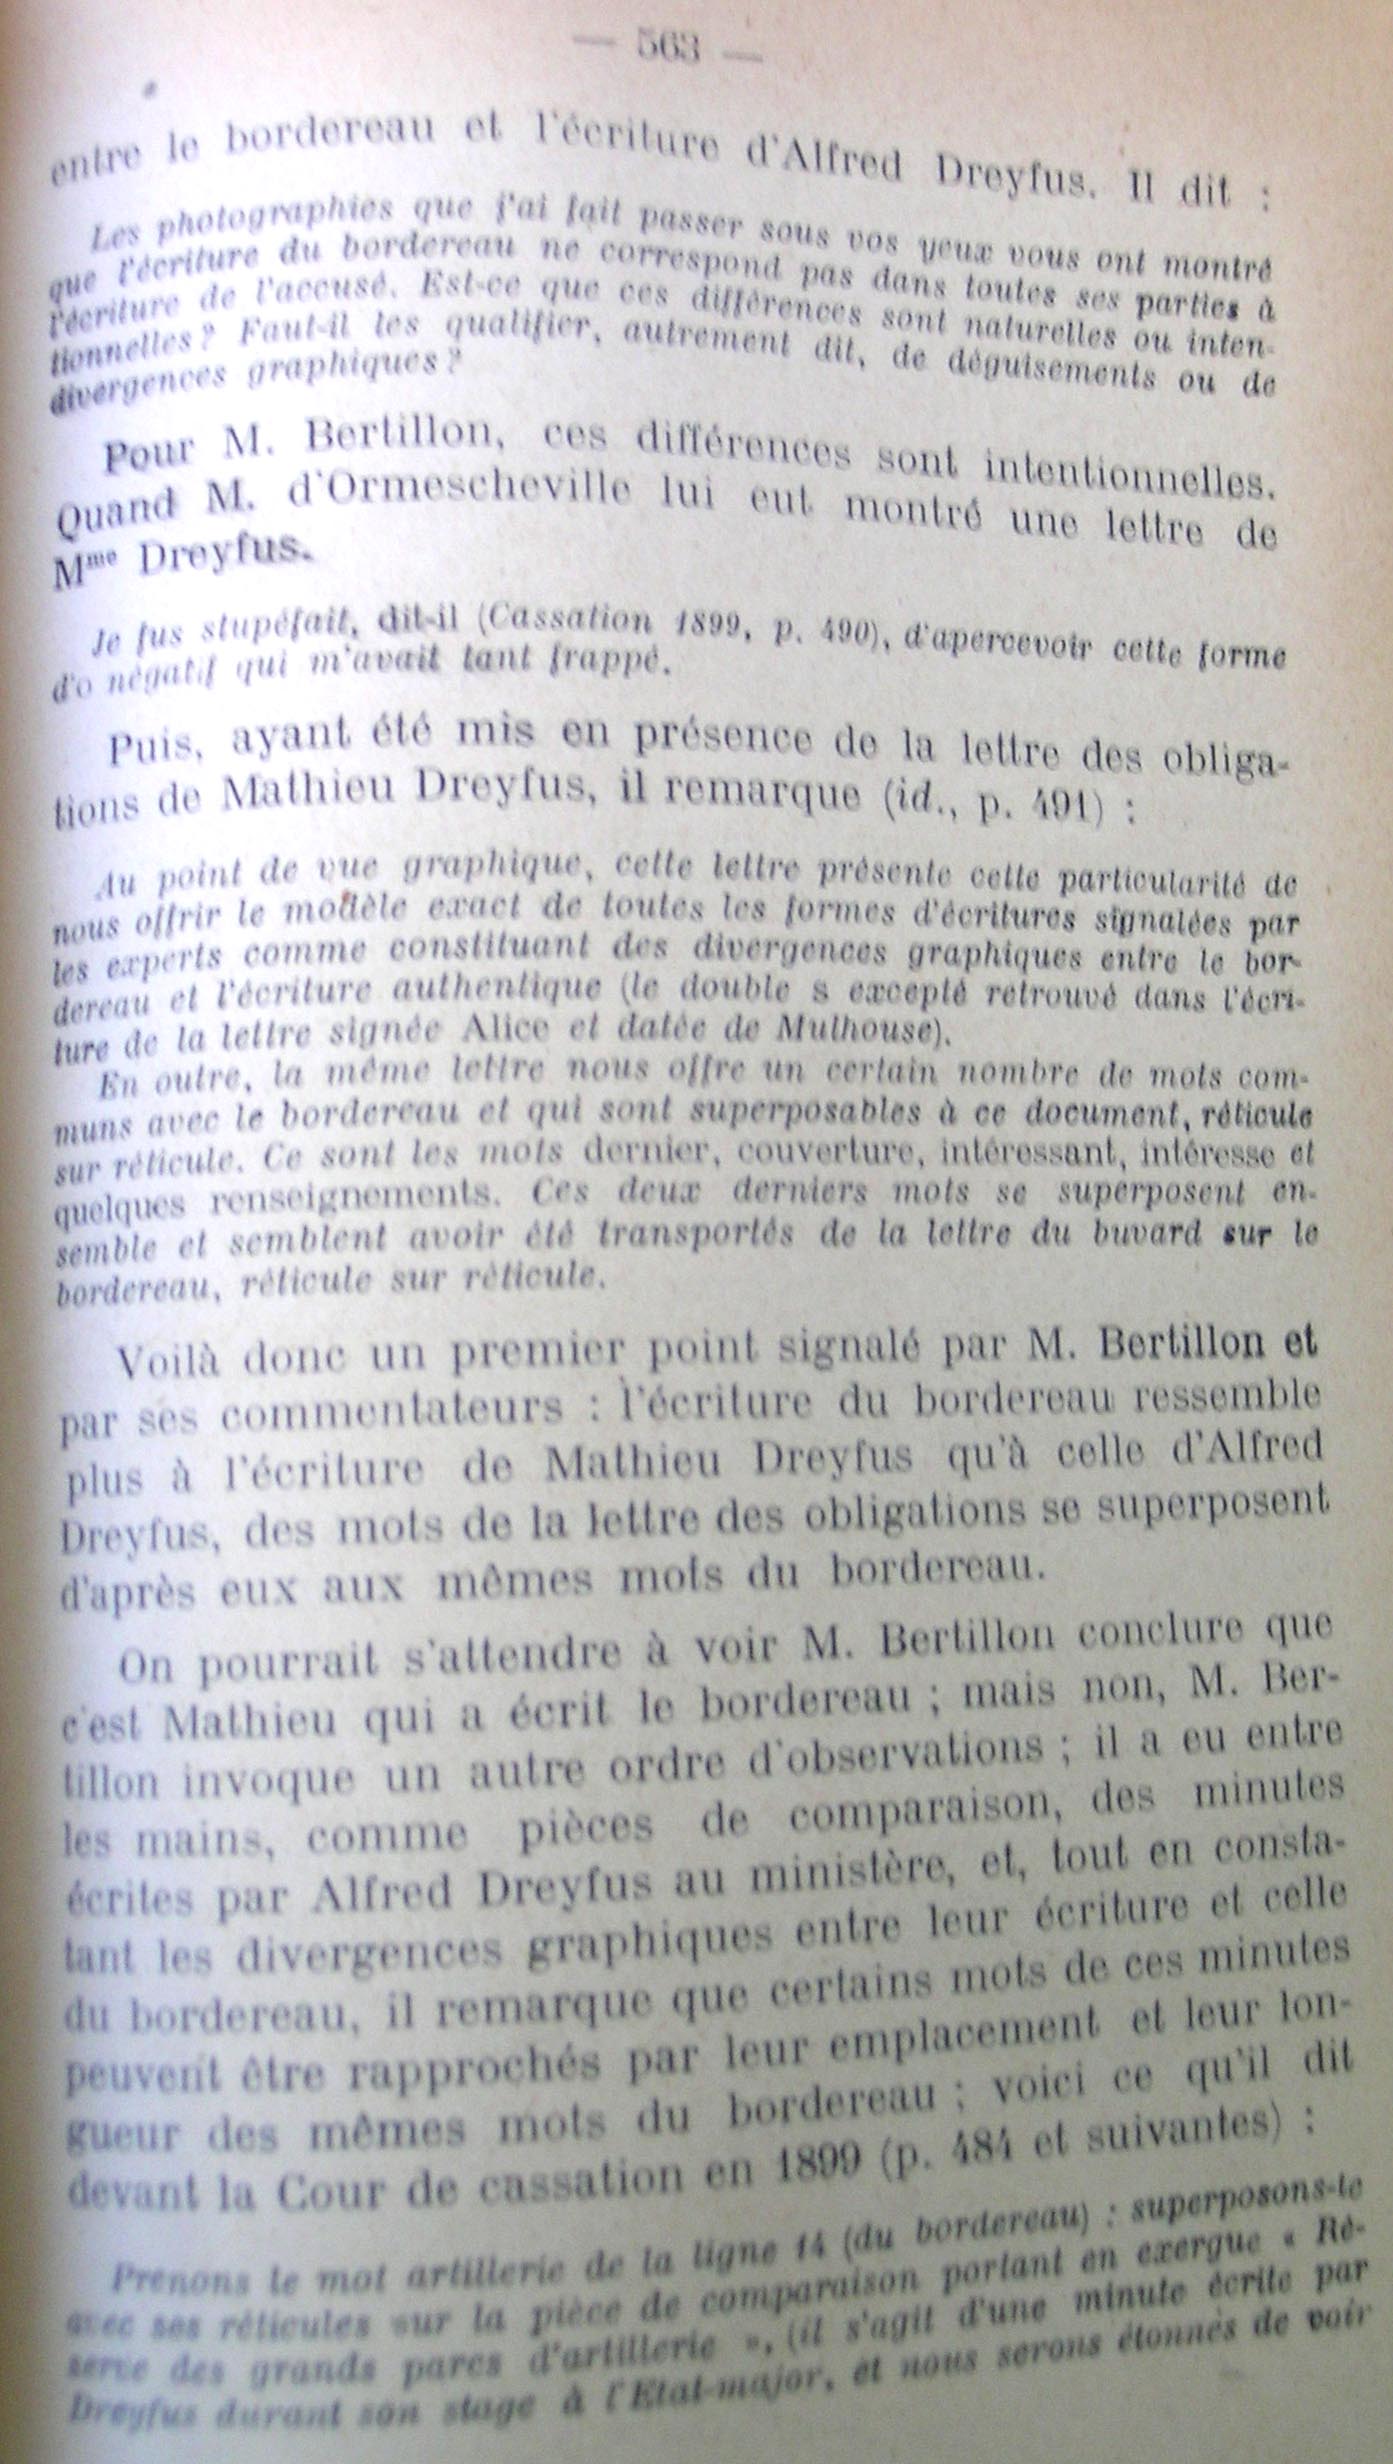 — 563 —
entre le bordereau et l'écriture d'Alfred Dreyfus. Il dit :
Les photographies que j'ai fait passer sous vos yeux vous ont montré
que l'écriture du bordereau ne correspond pas dans toutes ses parties à
l'écriture de l'accusé. Est-ce que ces différences sont naturelles ou inten-
tionnelles ? Faut-il les qualifier, autrement dit, de déguisements ou de
divergences graphiques ?
Pour M. Bertillon, ces différences sont intentionnelles.
Quand M. d'Ormescheville lui eut montré une lettre de
Mme Dreyfus.
Je fus stupéfait, dit-il (Cassation 1899, p. 490), d'apercevoir cette forme
d'o négatif qui m'avait tant frappé.
Puis, ayant été mis en présence de la lettre des obliga-
tions de Mathieu Dreyfus, il remarque (id., p. 491) :
Au point de vue graphique, cette lettre présente cette particularité de
nous offrir le modèle exact de toutes les formes d'écritures signalées par
les experts comme constituant des divergences graphiques entre le bor-
dereau et l'écriture authentique (le double s excepté retrouvé dans l'écri-
ture de la lettre signée Alice et datée de Mulhouse).
En outre, la même lettre nous offre un certain nombre de mots com-
muns avec le bordereau et qui sont superposables à ce document, réticule
sur réticule. Ce sont les mots dernier, couverture, intéressant, intéresse et
quelques renseignements. Ces deux derniers mots se superposent en-
semble et semblent avoir été transportés de la lettre du buvard sur le
bordereau, réticule sur réticule.
Voilà donc un premier point signalé par M. Bertillon et
par ses commentateurs : l'écriture du bordereau ressemble
plus à l'écriture de Mathieu Dreyfus qu'à celle d'Alfred
Dreyfus, des mots de la lettre des obligations se superposent
d'après eux aux mêmes mots du bordereau.
On pourrait s'attendre à voir M. Bertillon conclure que
c'est Mathieu qui a écrit le bordereau ; mais non, M. Ber-
tillon invoque un autre ordre d'observations ; il a eu entre
les mains, comme pièces de comparaison, des minutes
écrites par Alfred Dreyfus au ministère, et, tout en consta-
tant les divergences graphiques entre leur écriture et celle
du bordereau, il remarque que certains mots de ces minutes
peuvent être rapprochés par leur emplacement et leur lon-
gueur des mêmes mots du bordereau ; voici ce qu'il dit
devant la Cour de cassation en 1899 (p. 484 et suivantes) :
Prenons le mot artillerie de la ligne 14 (du bordereau) : superposons-le
avec ses réticules sur la pièce de comparaison portant en exergue « Ré-
serve des grands parcs d'artillerie », (il s'agit d'une minute écrite par
Dreyfus durant son stage à l'Etat-major, et nous serons étonnés de voir